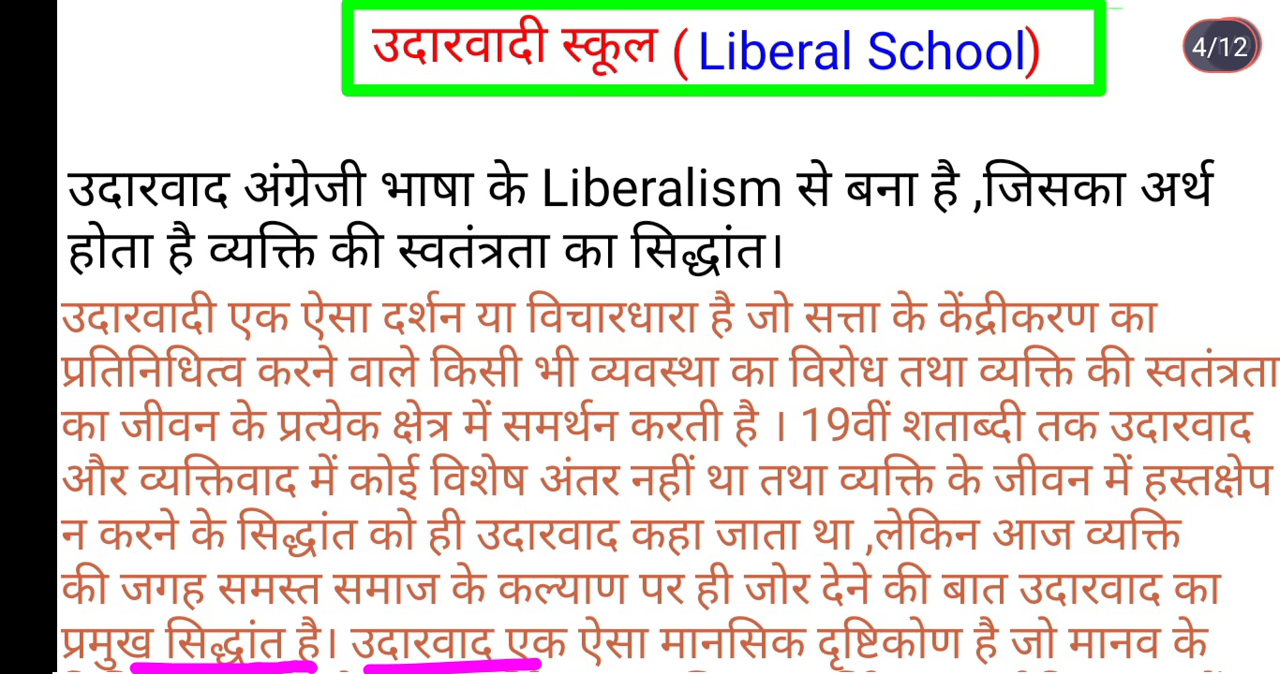 उदारवादी स्कूल ( Liberal School)
4/12
उदारवाद अंग्रेजी भाषा के Liberalism से बना है ,जिसका अर्थ
होता है व्यक्ति की स्वतंत्रता का सिद्धांत।
उदारवादी एक ऐसा दर्शन या विचारधारा है जो सत्ता के केंद्रीकरण का
प्रतिनिधित्व करने वाले किसी भी व्यवस्था का विरोध तथा व्यक्ति की स्वतंत्रता
का जीवन के प्रत्येक क्षेत्र में समर्थन करती है । 19वीं शताब्दी तक उदारवाद
और व्यक्तिवाद में कोई विशेष अंतर नहीं था तथा व्यक्ति के जीवन में हस्तक्षेप
न करने के सिद्धांत को ही उदारवाद कहा जाता था ,लेकिन आज व्यक्ति
की जगह समस्त समाज के कल्याण पर ही जोर देने की बात उदारवाद का
प्रमुख सिद्धांत है। उदारवाद एक ऐसा मानसिक दृष्टिकोण है जो मानव के